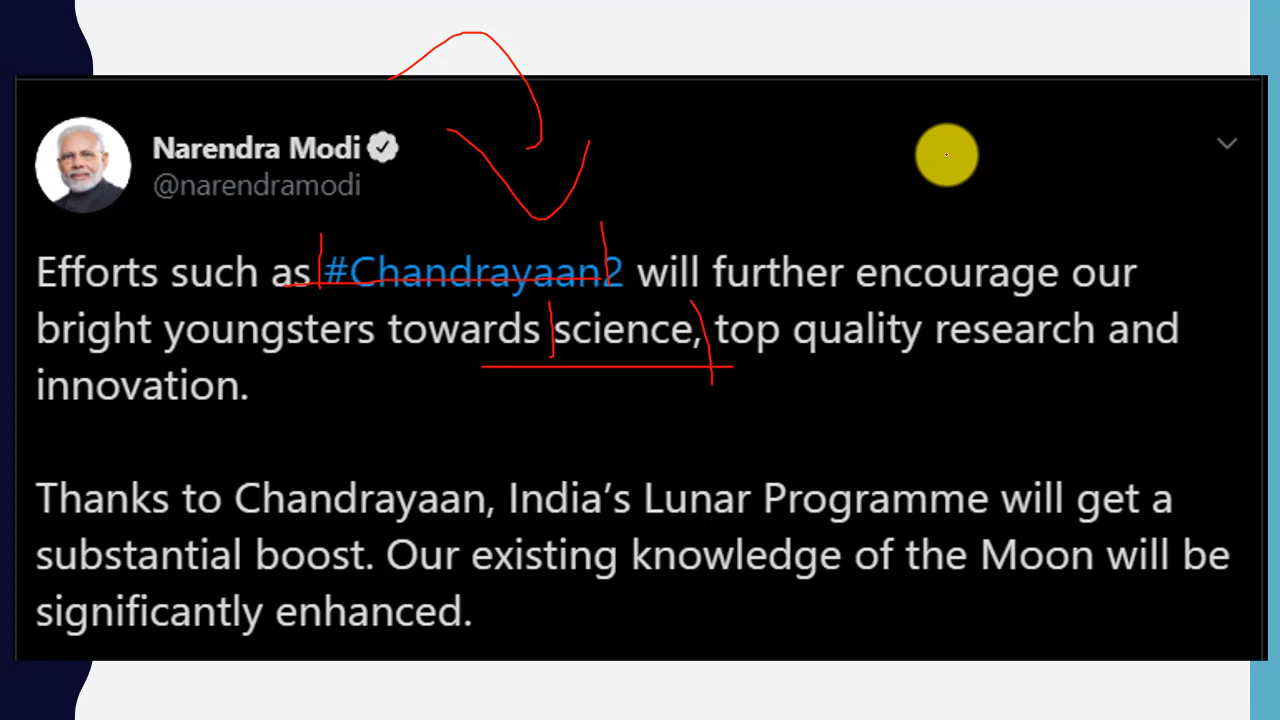 Narendra Modi
@narendramodi
Efforts such as #Chandrayaan2 will further encourage our
bright youngsters towards science, top quality research and
innovation.
Thanks to Chandrayaan, India’s Lunar Programme will get a
substantial boost. Our existing knowledge of the Moon will be
significantly enhanced.